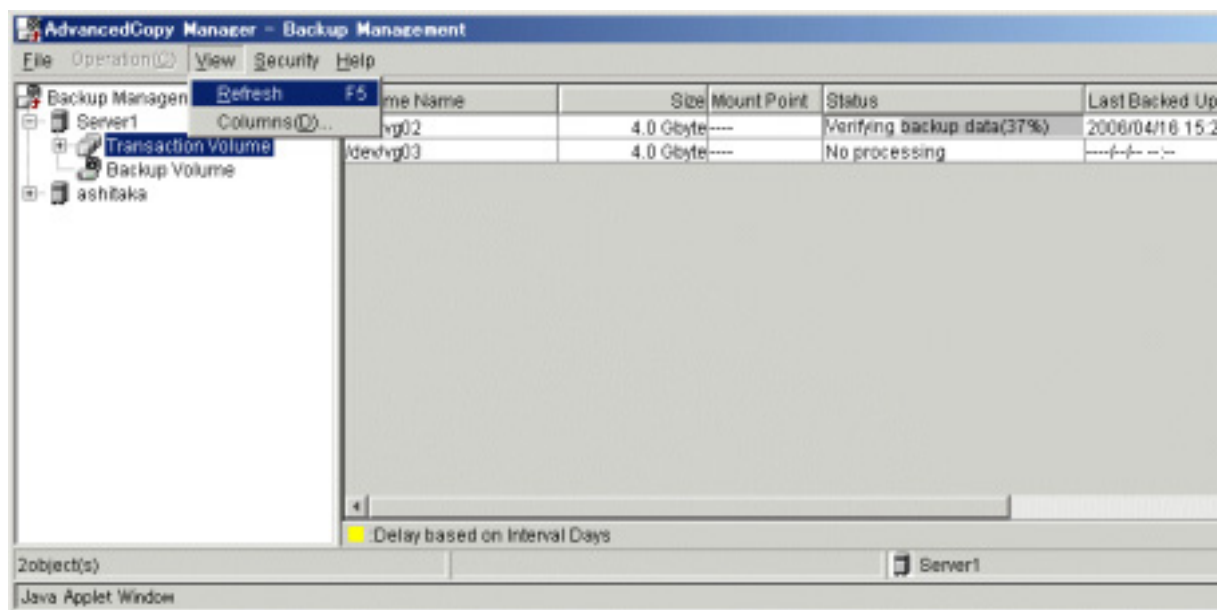 AdvancedCopy Manager - Backup Management
File Operation(O) View Security Help
Refresh F5
Columns(D)...
Backup Managen
Server1
Transaction Volume
Backup Volume
ashitaka
me Name Size Mount Point Status Last Backed Up
vg02 4.0 Gbyte ---- Verifying backup data(37%) 2006/04/16 15:2
/dev/vg03 4.0 Gbyte ---- No processing ----/--/-- --:--
:Delay based on Interval Days
2object(s) Server1
Java Applet Window